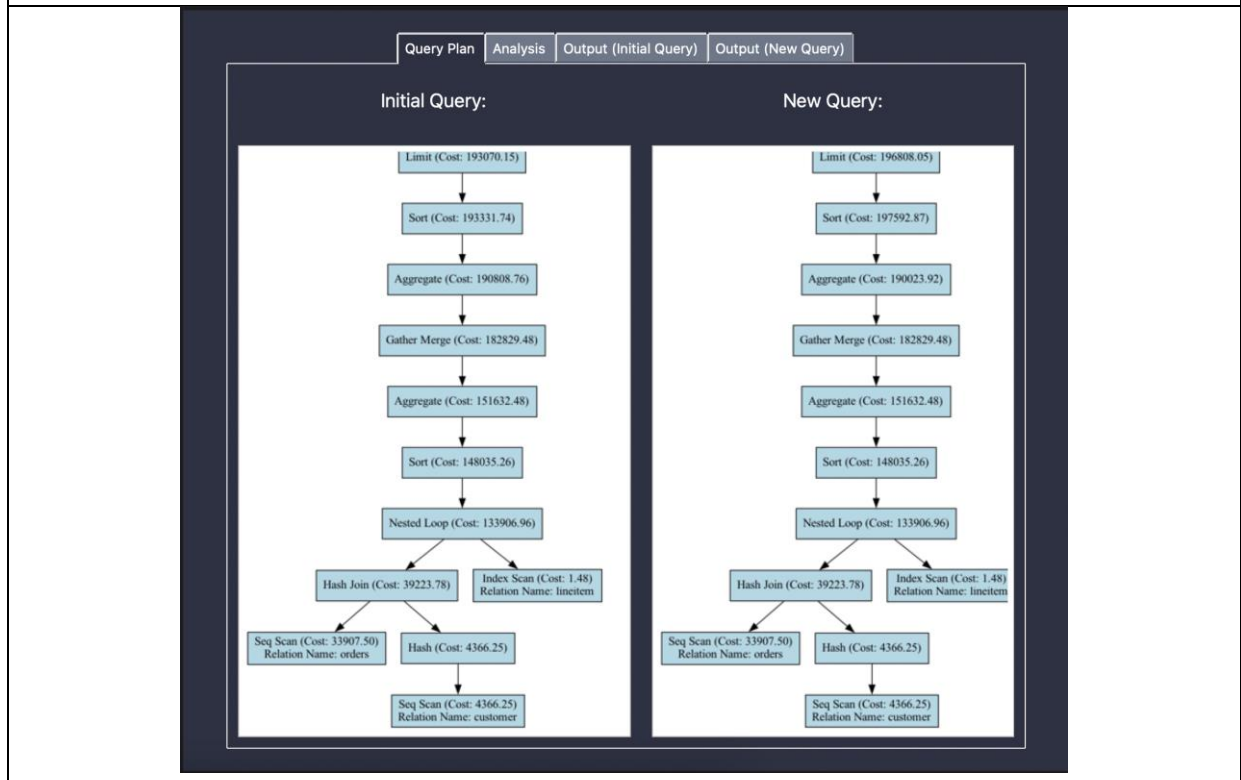 Query Plan Analysis Output (Initial Query) Output (New Query)
Initial Query:
Limit (Cost: 193070.15)
Sort (Cost: 193331.74)
Aggregate (Cost: 190808.76)
Gather Merge (Cost: 182829.48)
Aggregate (Cost: 151632.48)
Sort (Cost: 148035.26)
Nested Loop (Cost: 133906.96)
Hash Join (Cost: 39223.78)
Index Scan (Cost: 1.48)
Relation Name: lineitem
Seq Scan (Cost: 33907.50)
Relation Name: orders
Hash (Cost: 4366.25)
Seq Scan (Cost: 4366.25)
Relation Name: customer
New Query:
Limit (Cost: 196808.05)
Sort (Cost: 197592.87)
Aggregate (Cost: 190023.92)
Gather Merge (Cost: 182829.48)
Aggregate (Cost: 151632.48)
Sort (Cost: 148035.26)
Nested Loop (Cost: 133906.96)
Hash Join (Cost: 39223.78)
Index Scan (Cost: 1.48)
Relation Name: lineitem
Seq Scan (Cost: 33907.50)
Relation Name: orders
Hash (Cost: 4366.25)
Seq Scan (Cost: 4366.25)
Relation Name: customer